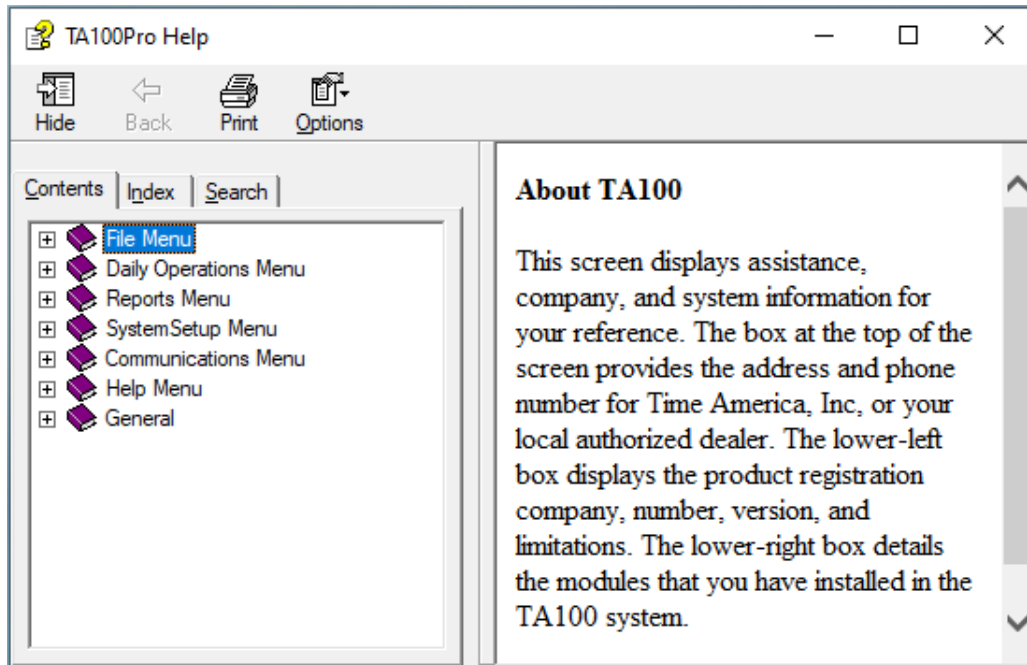 TA100Pro Help
Hide Back Print Options
Contents Index Search
File Menu
Daily Operations Menu
Reports Menu
SystemSetup Menu
Communications Menu
Help Menu
General
About TA100
This screen displays assistance,
company, and system information for
your reference. The box at the top of the
screen provides the address and phone
number for Time America, Inc, or your
local authorized dealer. The lower-left
box displays the product registration
company, number, version, and
limitations. The lower-right box details
the modules that you have installed in the
TA100 system.